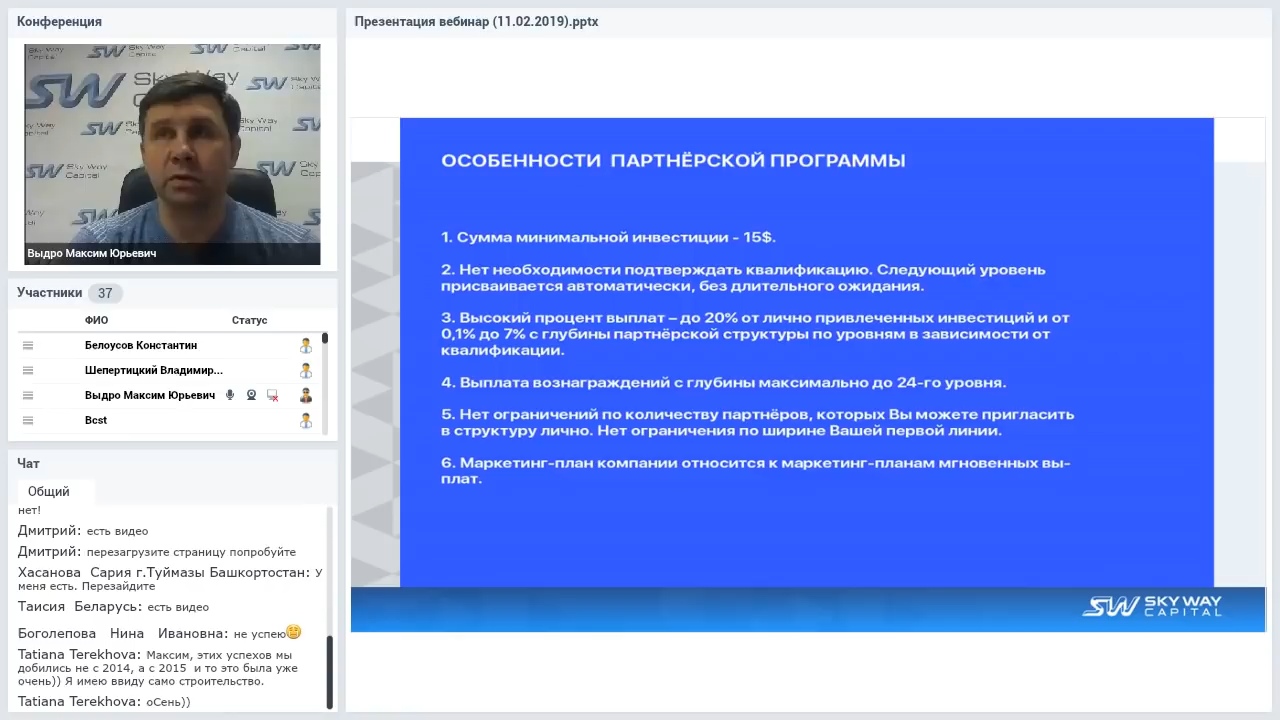 Конференция
Sky Way
Capital
SW
Выдро Максим Юрьевич
Участники 37
ФИО Статус
Белоусов Константин
Шепертицкий Владимир...
Выдро Максим Юрьевич
Bcst
Чат
Общий
нет!
Дмитрий: есть видео
Дмитрий: перезагрузите страницу попробуйте
Хасанова Сария г.Туймазы Башкортостан: У
меня есть. Перезайдите
Таисия Беларусь: есть видео
Боголепова Нина Ивановна: не успею
Tatiana Terekhova: Максим, этих успехов мы
добились не с 2014, а с 2015 и то это была уже
очень)) Я имею ввиду само строительство.
Tatiana Terekhova: оСень))
Презентация вебинар (11.02.2019).pptx
ОСОБЕННОСТИ ПАРТНЁРСКОЙ ПРОГРАММЫ
1. Сумма минимальной инвестиции - 15$.
2. Нет необходимости подтверждать квалификацию. Следующий уровень
присваивается автоматически, без длительного ожидания.
3. Высокий процент выплат – до 20% от лично привлеченных инвестиций и от
0,1% до 7% с глубины партнёрской структуры по уровням в зависимости от
квалификации.
4. Выплата вознаграждений с глубины максимально до 24-го уровня.
5. Нет ограничений по количеству партнёров, которых Вы можете пригласить
в структуру лично. Нет ограничения по ширине Вашей первой линии.
6. Маркетинг-план компании относится к маркетинг-планам мгновенных вы-
плат.
SW SKY WAY
CAPITAL